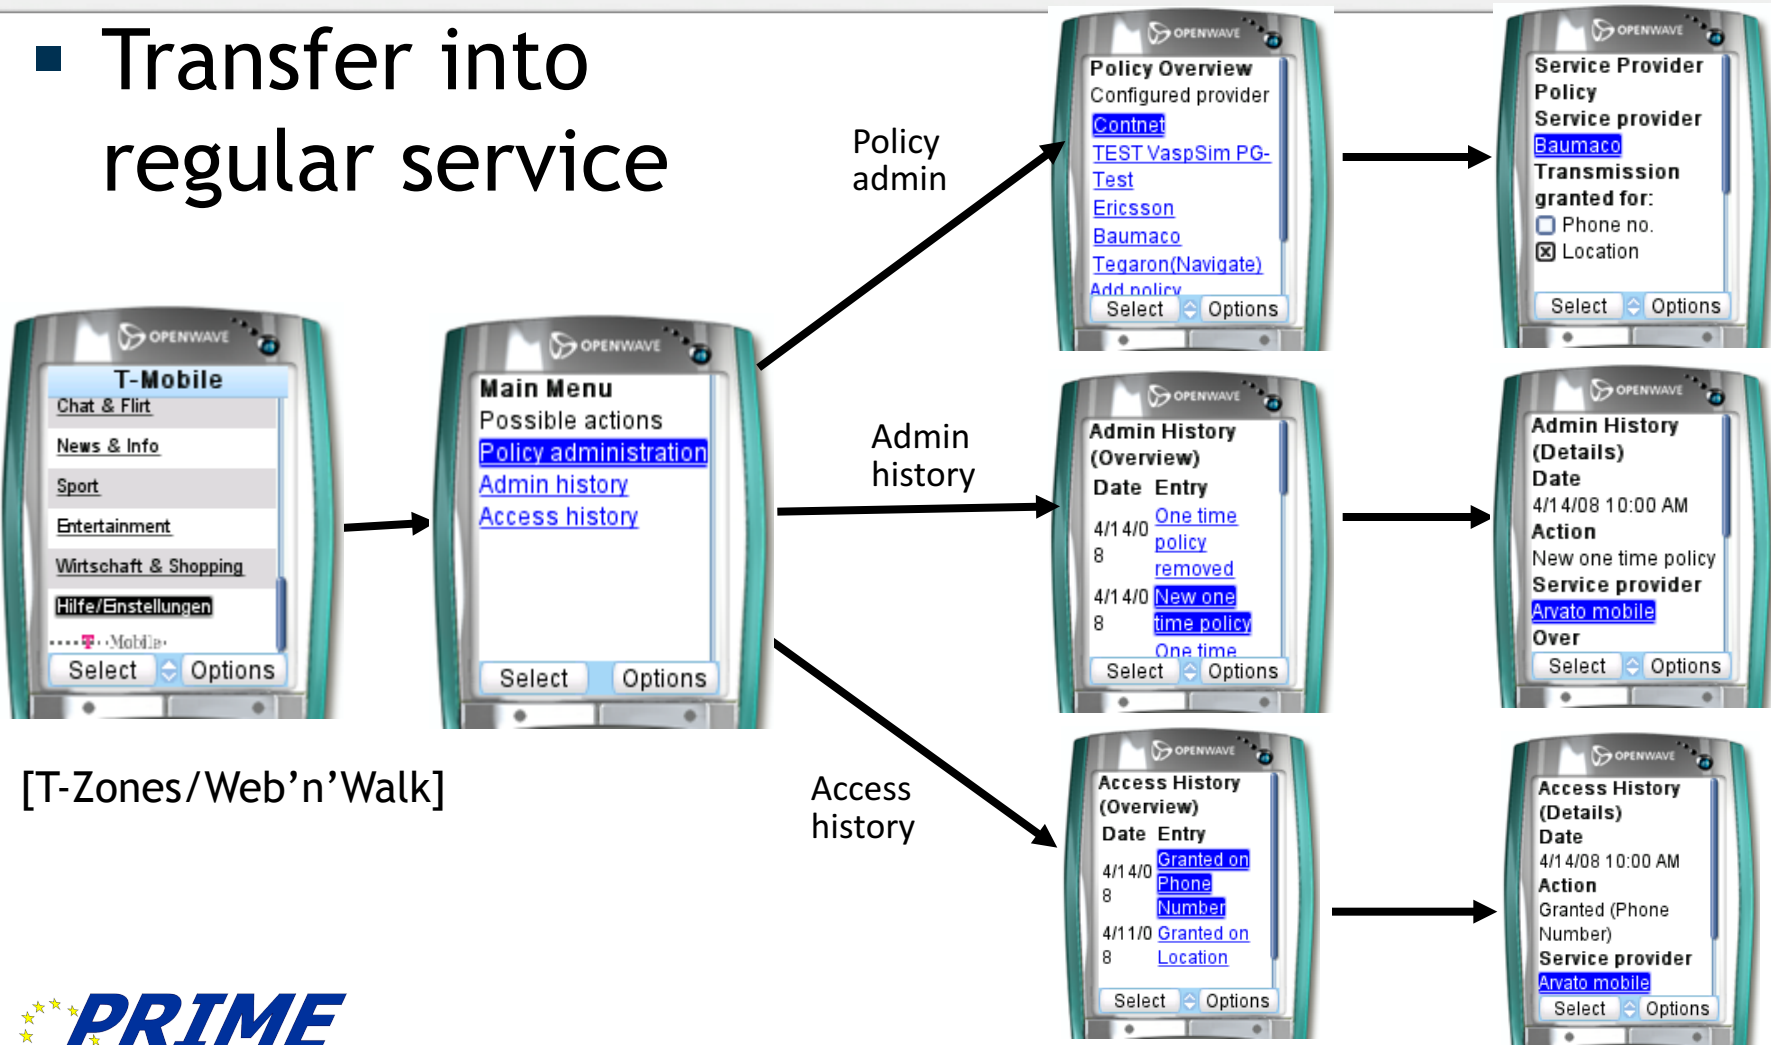 Transfer into
regular service
OPENWAVE
T-Mobile
Chat & Flirt
News & Info
Sport
Entertainment
Wirtschaft & Shopping
Hilfe/Einstellungen
T··Mobile·
Select Options
[T-Zones/Web’n’Walk]
OPENWAVE
Main Menu
Possible actions
Policy administration
Admin history
Access history
Select Options
Policy
admin
OPENWAVE
Policy Overview
Configured provider
Contnet
TEST VaspSim PG-
Test
Ericsson
Baumaco
Tegaron(Navigate)
Add policy
Select Options
OPENWAVE
Service Provider
Policy
Service provider
Baumaco
Transmission
granted for:
Phone no.
Location
Select Options
Admin
history
OPENWAVE
Admin History
(Overview)
Date Entry
4/14/0 One time
8 policy
removed
4/14/0 New one
8 time policy
One time
Select Options
OPENWAVE
Admin History
(Details)
Date
4/14/08 10:00 AM
Action
New one time policy
Service provider
Arvato mobile
Over
Select Options
Access
history
OPENWAVE
Access History
(Overview)
Date Entry
4/14/0 Granted on
8 Phone
Number
4/11/0 Granted on
8 Location
Select Options
OPENWAVE
Access History
(Details)
Date
4/14/08 10:00 AM
Action
Granted (Phone
Number)
Service provider
Arvato mobile
Select Options
PRIME